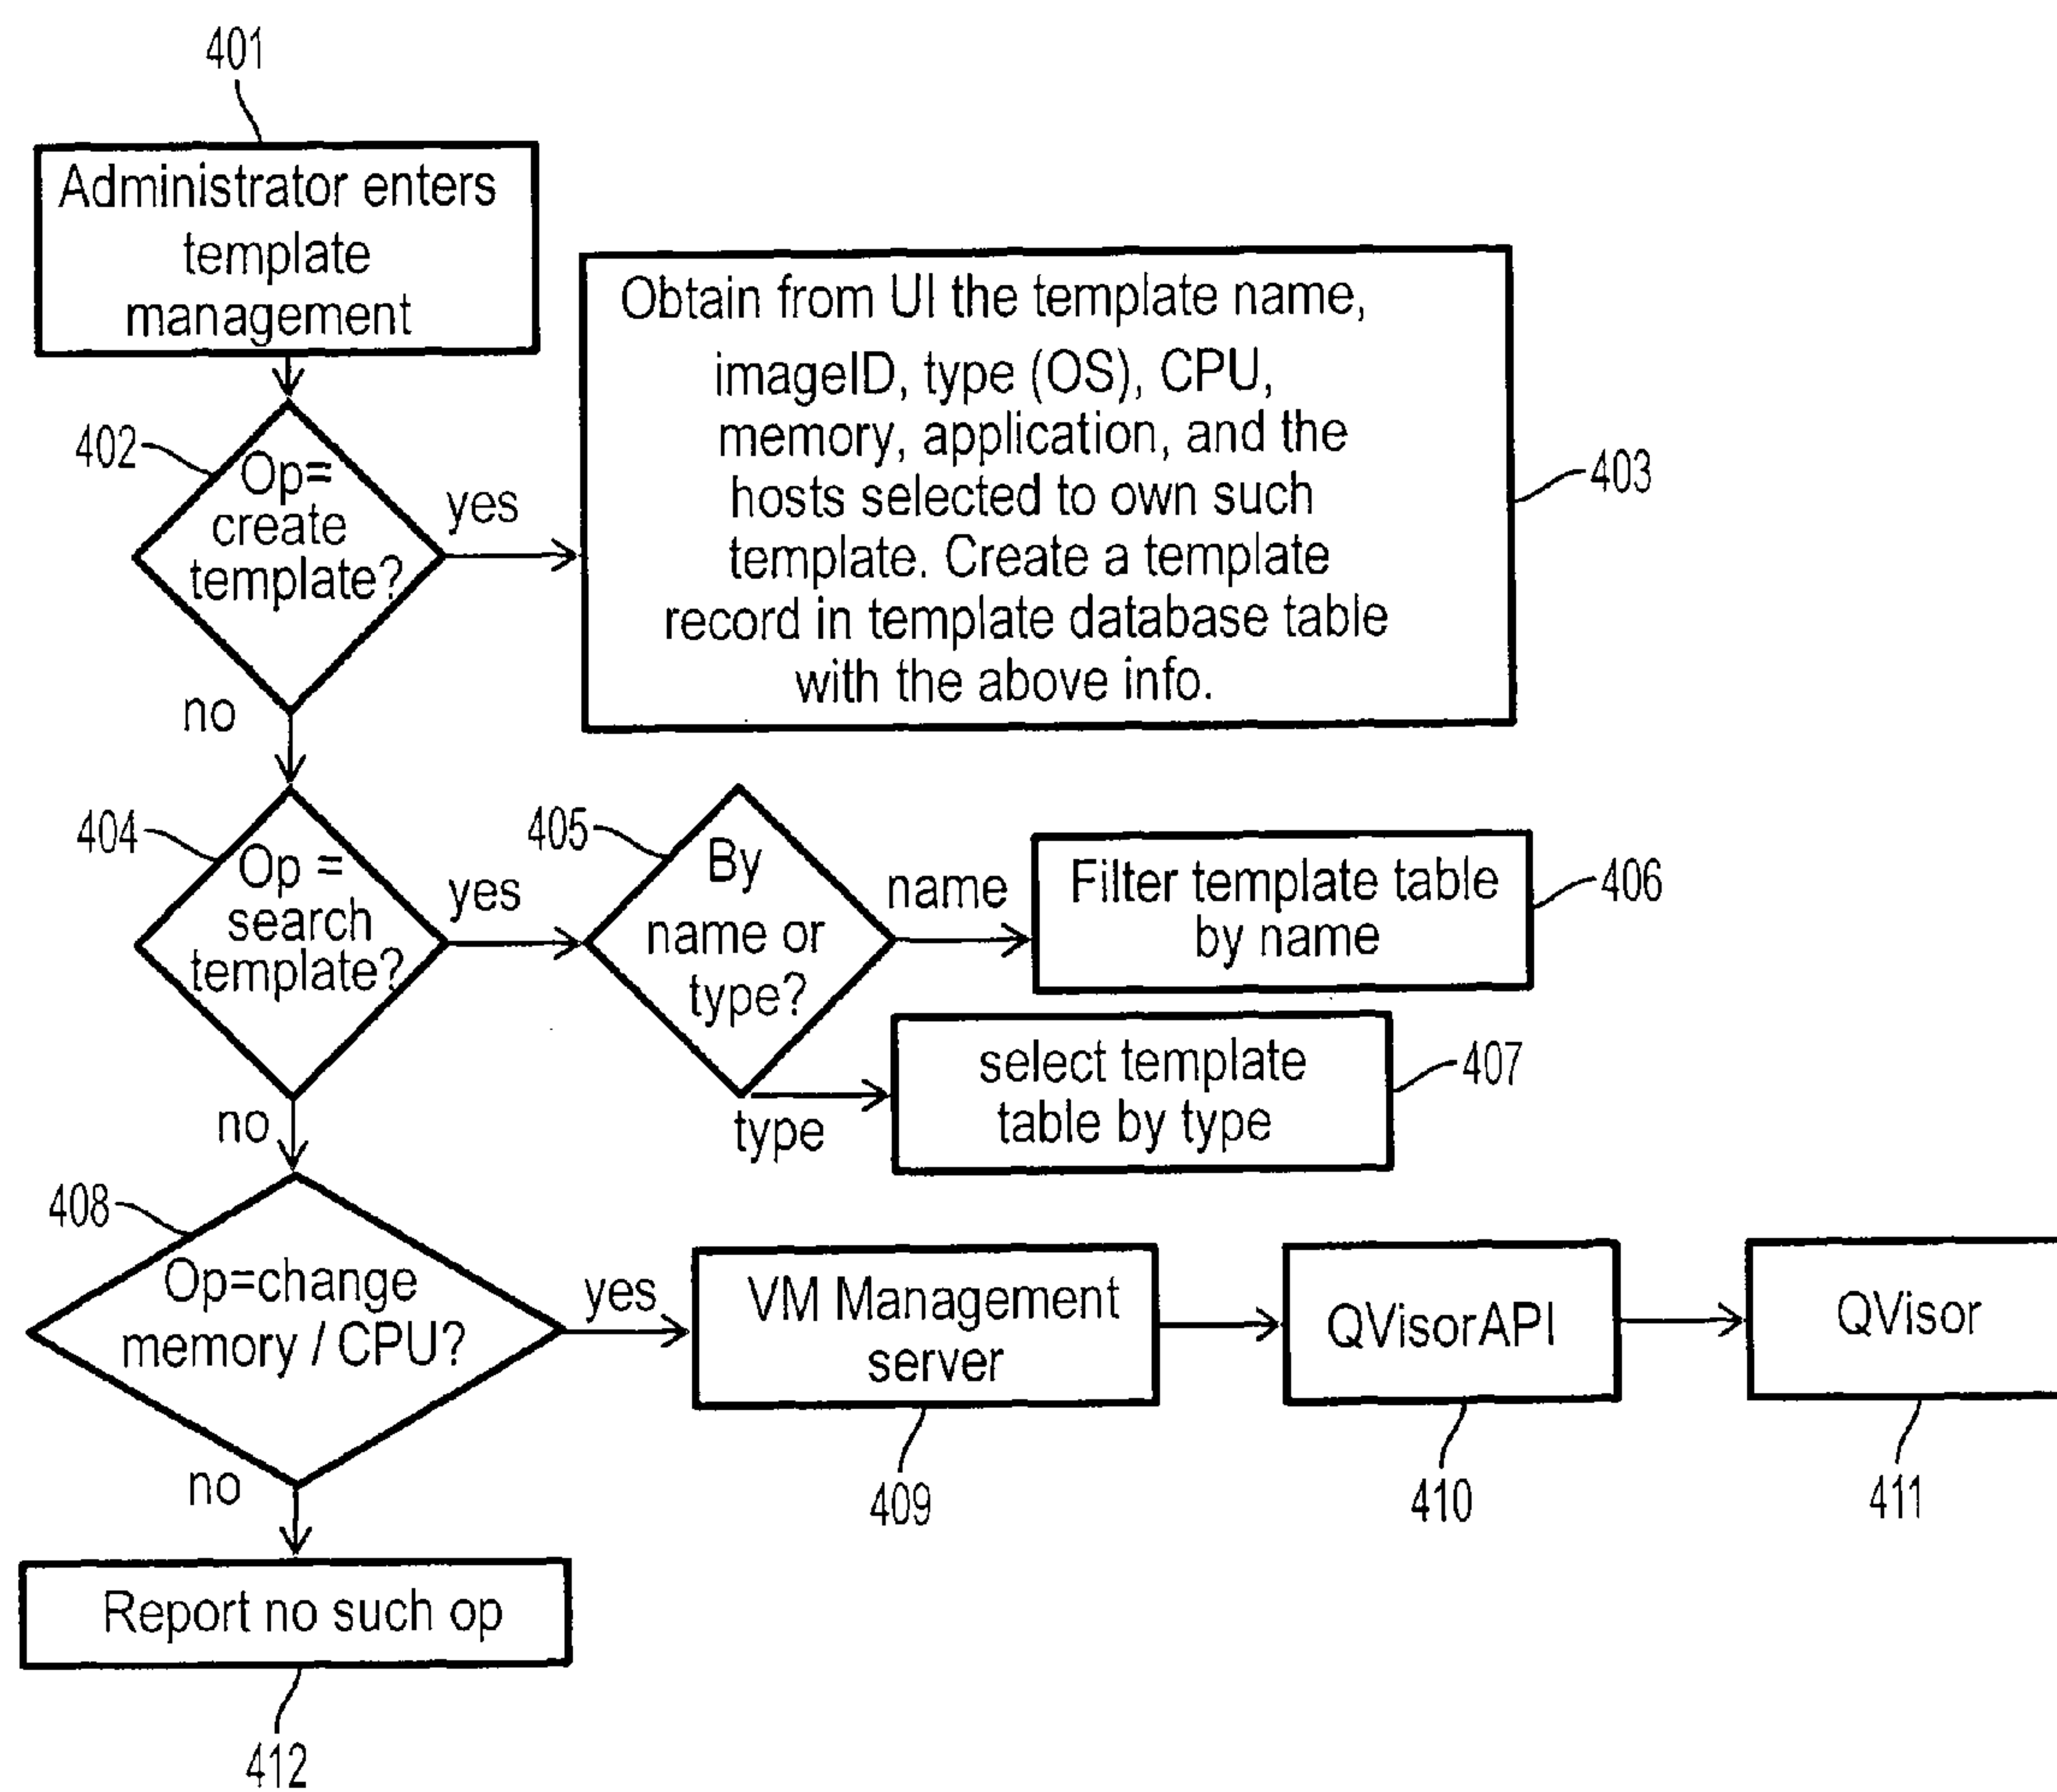 401
Administrator enters
template
management
402
Op=
create
template?
yes
Obtain from UI the template name,
imageID, type (OS), CPU,
memory, application, and the
hosts selected to own such
template. Create a template
record in template database table
with the above info.
403
no
404
Op =
search
template?
yes
405
By
name or
type?
name
Filter template table
by name
406
type
select template
table by type
407
no
408
Op=change
memory / CPU?
yes
VM Management
server
409
QVisorAPI
410
QVisor
411
no
Report no such op
412